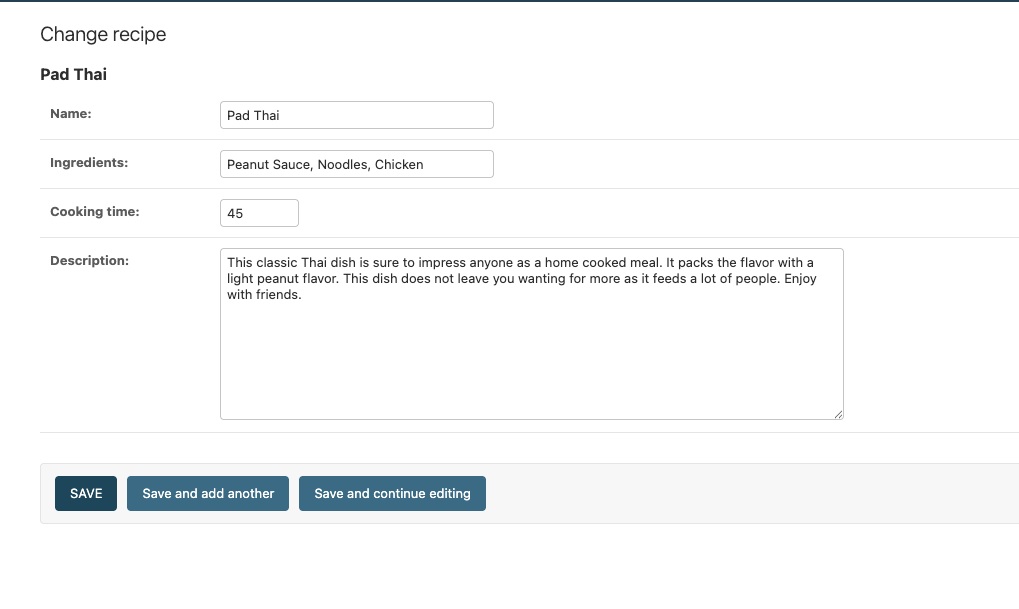 Change recipe
Pad Thai
Name:
Pad Thai
Ingredients:
Peanut Sauce, Noodles, Chicken
Cooking time:
45
Description:
This classic Thai dish is sure to impress anyone as a home cooked meal. It packs the flavor with a
light peanut flavor. This dish does not leave you wanting for more as it feeds a lot of people. Enjoy
with friends.
SAVE
Save and add another
Save and continue editing